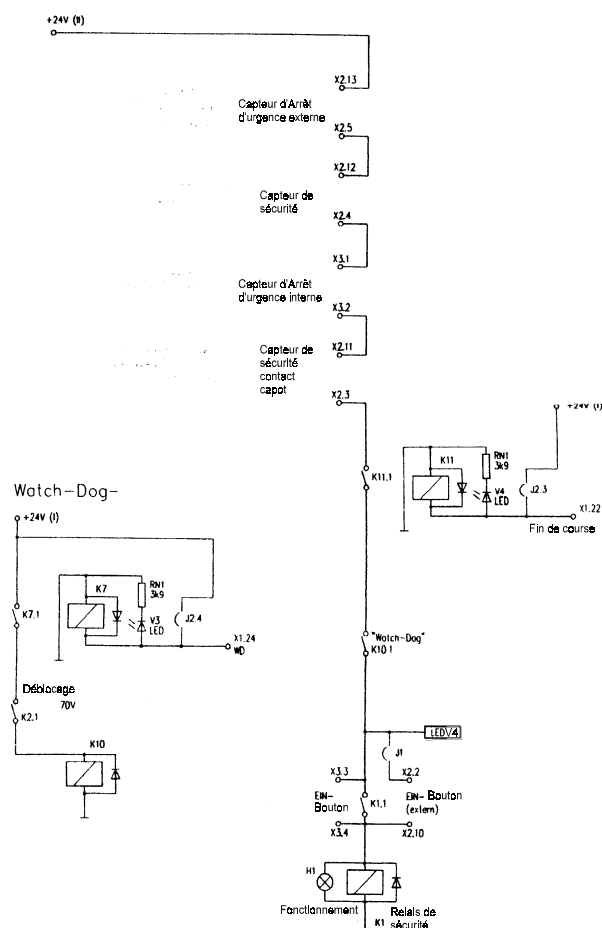 +24V (II)
X2.13
Capteur d'Arrêt
d'urgence externe
X2.5
X2.12
Capteur de
sécurité
X2.4
X3.1
Capteur d'Arrêt
d'urgence interne
X3.2
X2.11
Capteur de
sécurité
contact
capot
X2.3
+24V (I)
K11.1
K11
RN1
3k9
V4
LED
J2.3
X1.22
Fin de course
Watch-Dog-
+24V (I)
K7.1
K7
RN1
3k9
V3
LED
J2.4
X1.24
WD
"Watch-Dog"
K10.1
Déblocage
70V
K2.1
K10
LEDV4
J1
X3.3
X2.2
EIN-
Bouton
K1.1
EIN- Bouton
(extern)
X3.4
X2.10
H1
Fonctionnement
K1
Relais de
sécurité